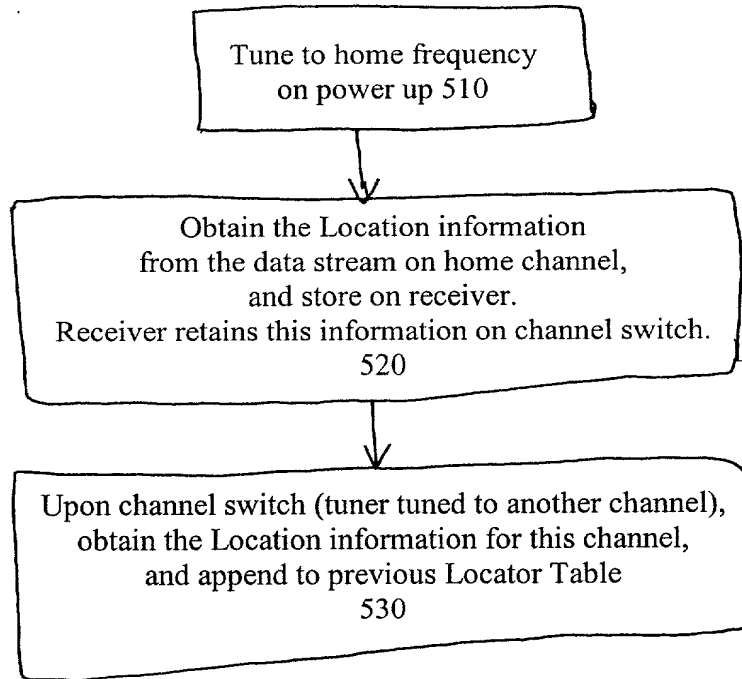 Tune to home frequency
on power up 510
Obtain the Location information
from the data stream on home channel,
and store on receiver.
Receiver retains this information on channel switch.
520
Upon channel switch (tuner tuned to another channel),
obtain the Location information for this channel,
and append to previous Locator Table
530